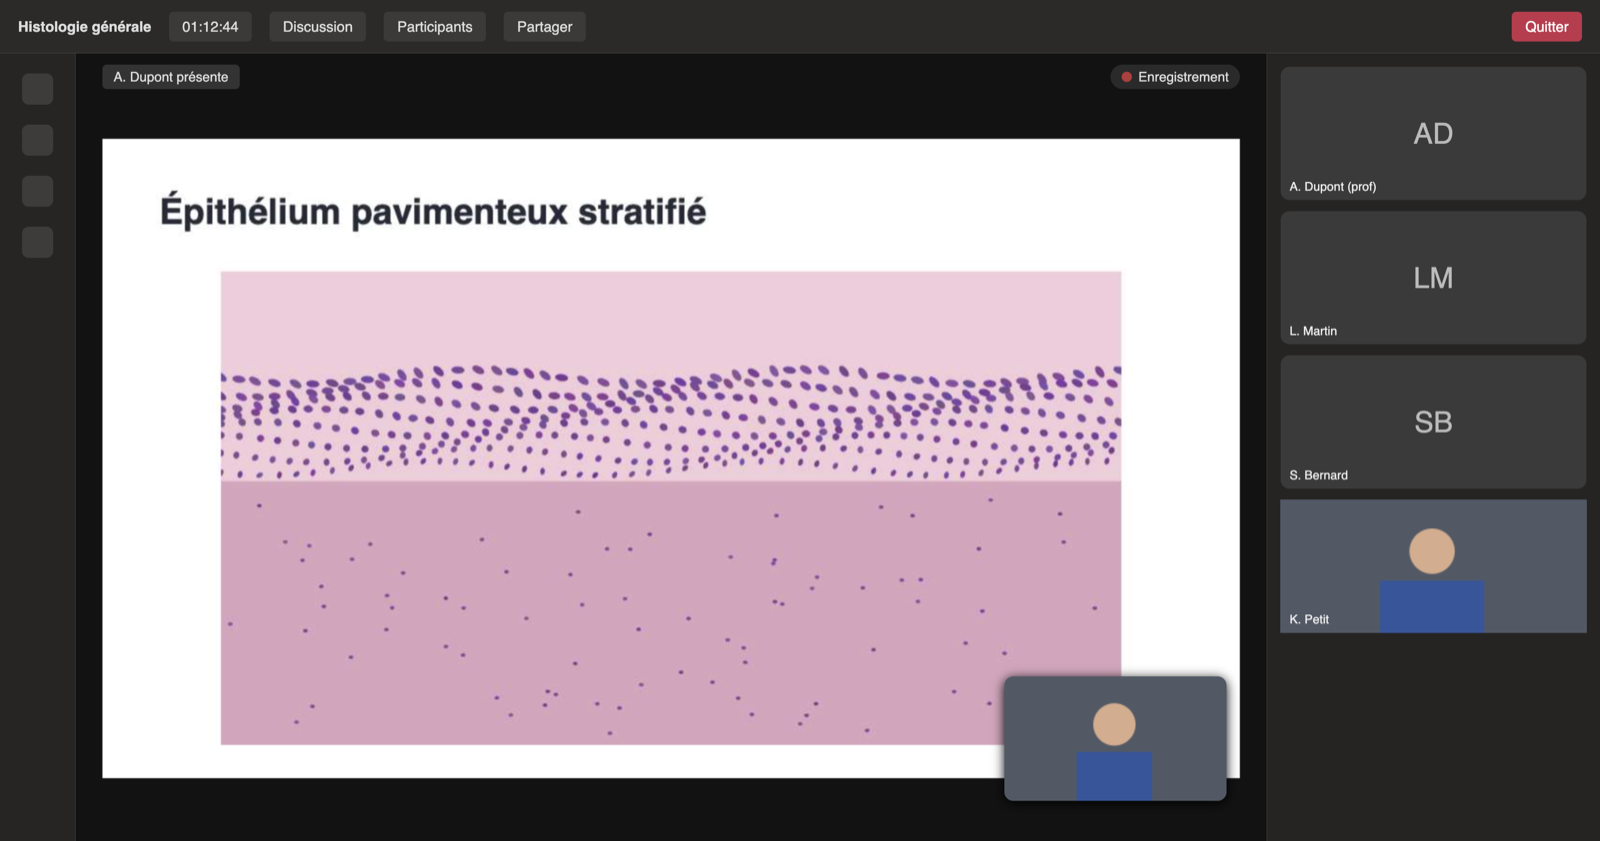 Histologie générale
01:12:44
Discussion
Participants
Partager
Quitter
A. Dupont présente
Enregistrement
Épithélium pavimenteux stratifié
AD
A. Dupont (prof)
LM
L. Martin
SB
S. Bernard
K. Petit